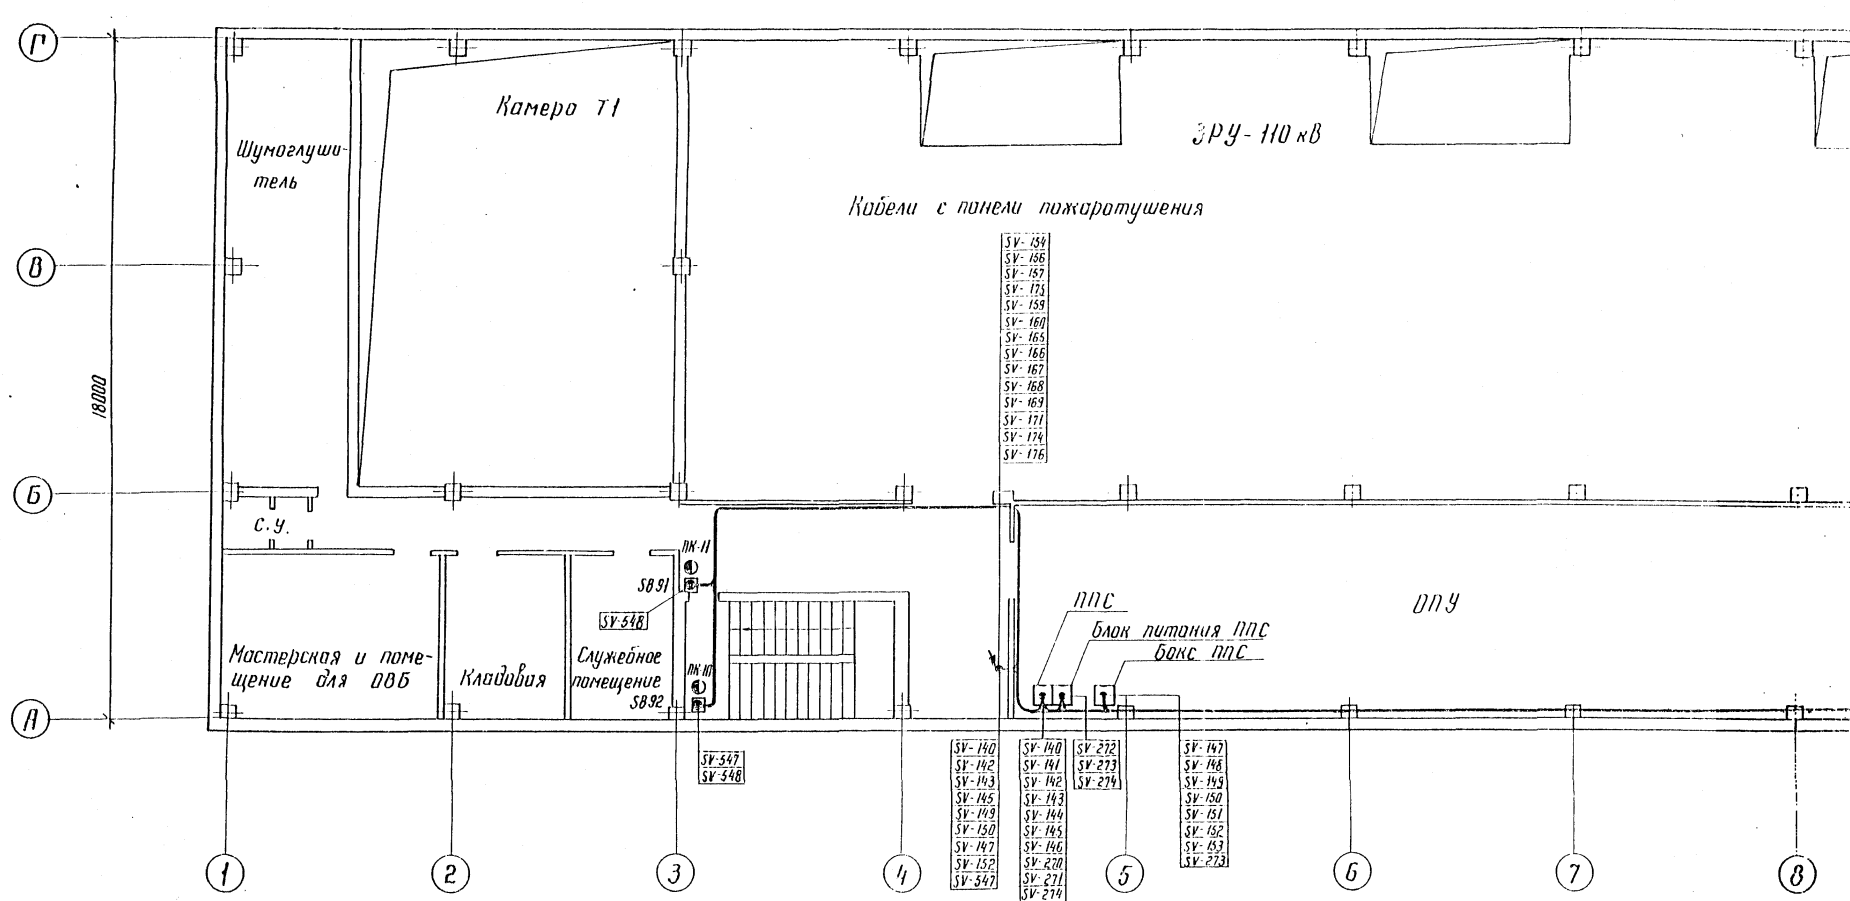 Г
Камера Т1
ЗРУ-110 кВ
Шумоглуши-
тель
Кабели с панели пожаротушения
В
SV-154
SV-156
SV-157
SV-175
SV-159
SV-160
SV-165
SV-166
SV-167
SV-168
SV-169
SV-171
SV-174
SV-176
18000
Б
С.У.
ПК-11
SB91
SV-548
ППС
ОПУ
Блок питания ППС
Бокс ППС
Мастерская и поме-
щение для ОВБ
Кладовая
Служебное
помещение
ПК-10
SB92
А
SV-547
SV-548
SV-140
SV-142
SV-143
SV-145
SV-149
SV-150
SV-147
SV-152
SV-547
SV-140
SV-141
SV-142
SV-143
SV-144
SV-145
SV-146
SV-270
SV-271
SV-274
SV-272
SV-273
SV-274
SV-147
SV-148
SV-149
SV-150
SV-151
SV-152
SV-153
SV-273
1
2
3
4
5
6
7
8